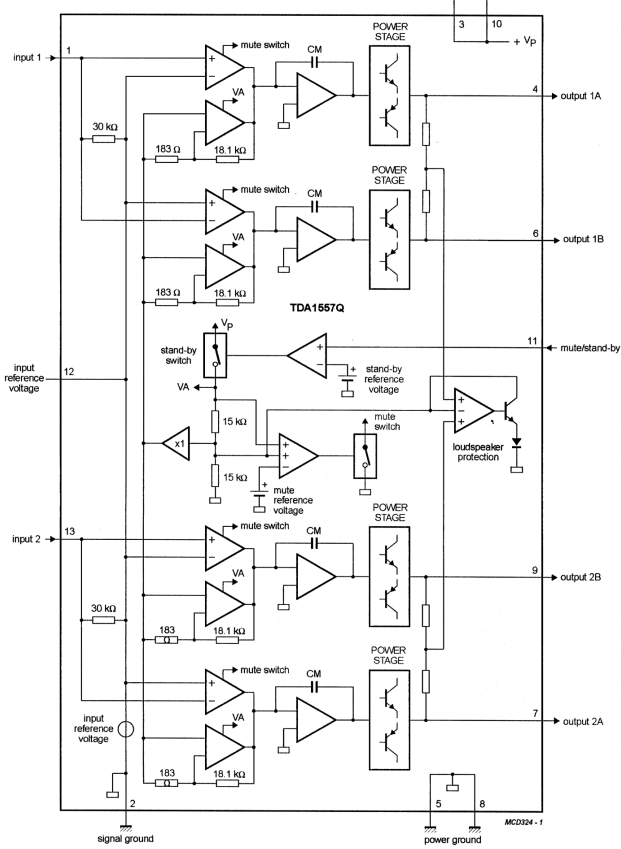 3 10
+ VP
input 1 1
mute switch
CM
POWER
STAGE
+
−
VA
4 output 1A
30 kΩ
183 Ω 18.1 kΩ
mute switch
CM
POWER
STAGE
+
−
VA
6 output 1B
183 Ω 18.1 kΩ
TDA1557Q
VP
11 mute/stand-by
stand-by
switch
+
−
+
stand-by
reference
voltage
input
reference
voltage
12
VA
15 kΩ
mute
switch
x1
+
+
−
+
−
+
loudspeaker
protection
15 kΩ
+
mute
reference
voltage
input 2 13
mute switch
CM
POWER
STAGE
+
−
VA
9 output 2B
30 kΩ
183 Ω 18.1 kΩ
mute switch
CM
POWER
STAGE
+
−
VA
7 output 2A
input
reference
voltage
183 Ω 18.1 kΩ
2
5 8
MCD324 - 1
signal ground
power ground